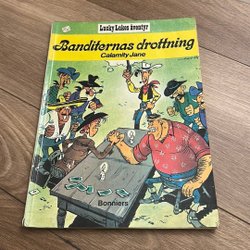 Lucky Lukes äventyr
Banditernas drottning
Calamity Jane
Bonniers